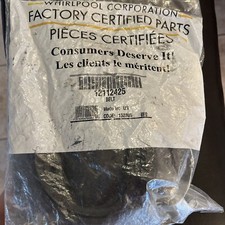 WHIRLPOOL CORPORATION
FACTORY CERTIFIED PARTS
PIÈCES CERTIFIÉES
Consumers Deserve It!
Les clients le méritent!
12112425
BELT